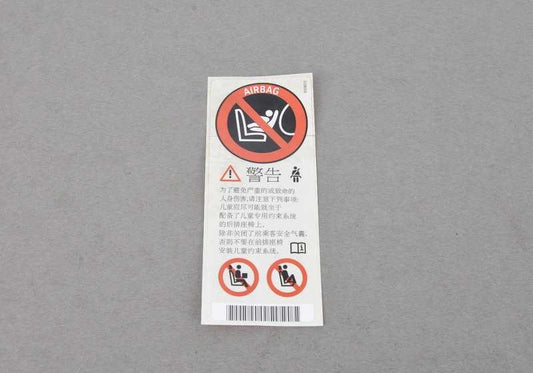 AIRBAG
警告
为了避免严重的或致命的
人身伤害,请注意下列事项:
儿童应尽可能就坐于
配备了儿童专用约束系统
的后排座椅上。
除非关闭了前乘客安全气囊,
否则不要在前排座椅
安装儿童约束系统。